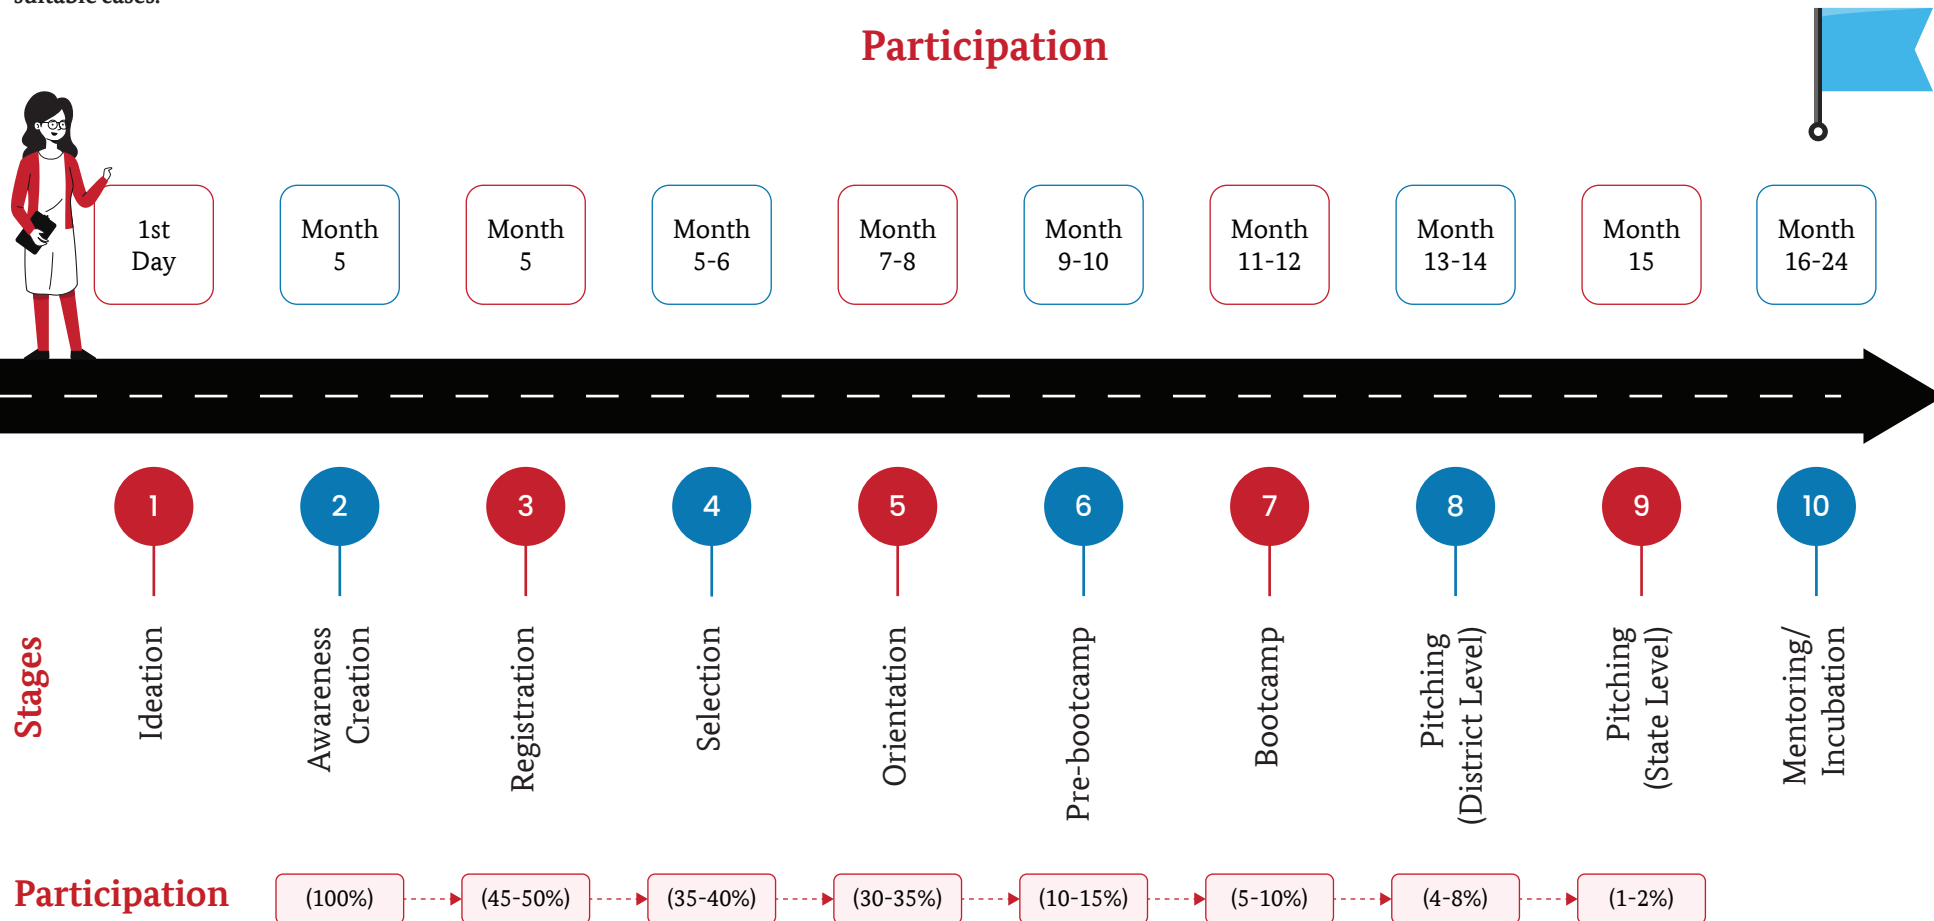 suitable cases.
Participation
1st
Day
Month
5
Month
5
Month
5-6
Month
7-8
Month
9-10
Month
11-12
Month
13-14
Month
15
Month
16-24
1
2
3
4
5
6
7
8
9
10
Stages
Ideation
Awareness
Creation
Registration
Selection
Orientation
Pre-bootcamp
Bootcamp
Pitching
(District Level)
Pitching
(State Level)
Mentoring/
Incubation
Participation
(100%)
(45-50%)
(35-40%)
(30-35%)
(10-15%)
(5-10%)
(4-8%)
(1-2%)